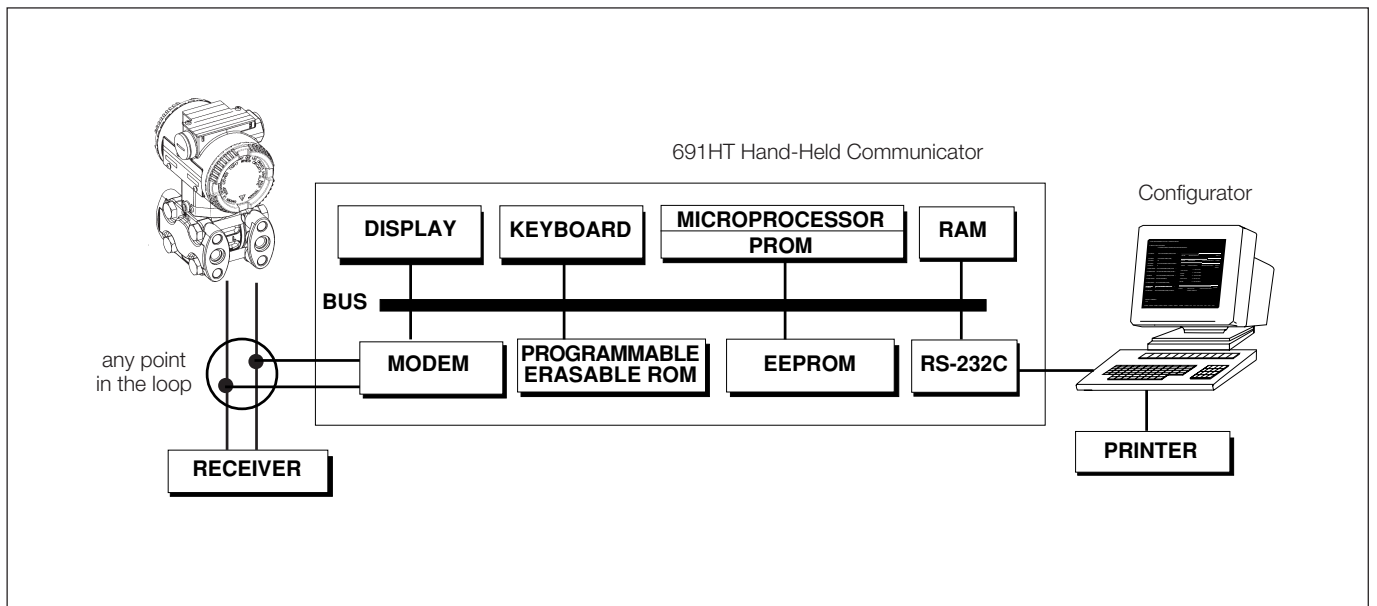 691HT Hand-Held Communicator
Configurator
DISPLAY
KEYBOARD
MICROPROCESSOR
PROM
RAM
BUS
any point
in the loop
MODEM
PROGRAMMABLE
ERASABLE ROM
EEPROM
RS-232C
RECEIVER
PRINTER